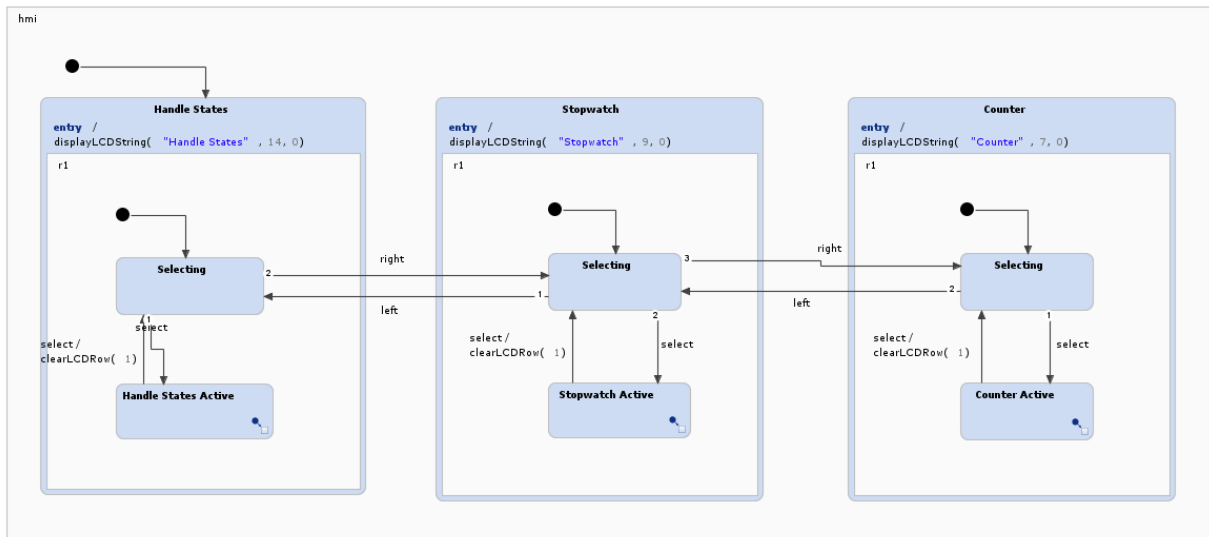 hmi
Handle States
entry /
displayLCDString( "Handle States" , 14, 0)
r1
Selecting
1
2
select
select /
clearLCDRow( 1)
Handle States Active
right
left
Stopwatch
entry /
displayLCDString( "Stopwatch" , 9, 0)
r1
Selecting
1
2
3
select /
clearLCDRow( 1)
select
Stopwatch Active
right
left
Counter
entry /
displayLCDString( "Counter" , 7, 0)
r1
Selecting
2
1
select /
clearLCDRow( 1)
select
Counter Active